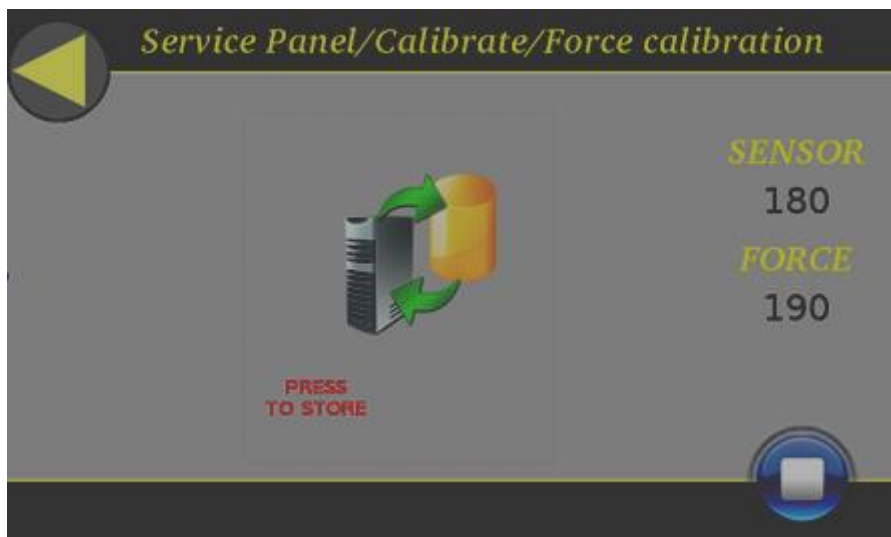 Service Panel/Calibrate/Force calibration
SENSOR
180
FORCE
190
PRESS
TO STORE